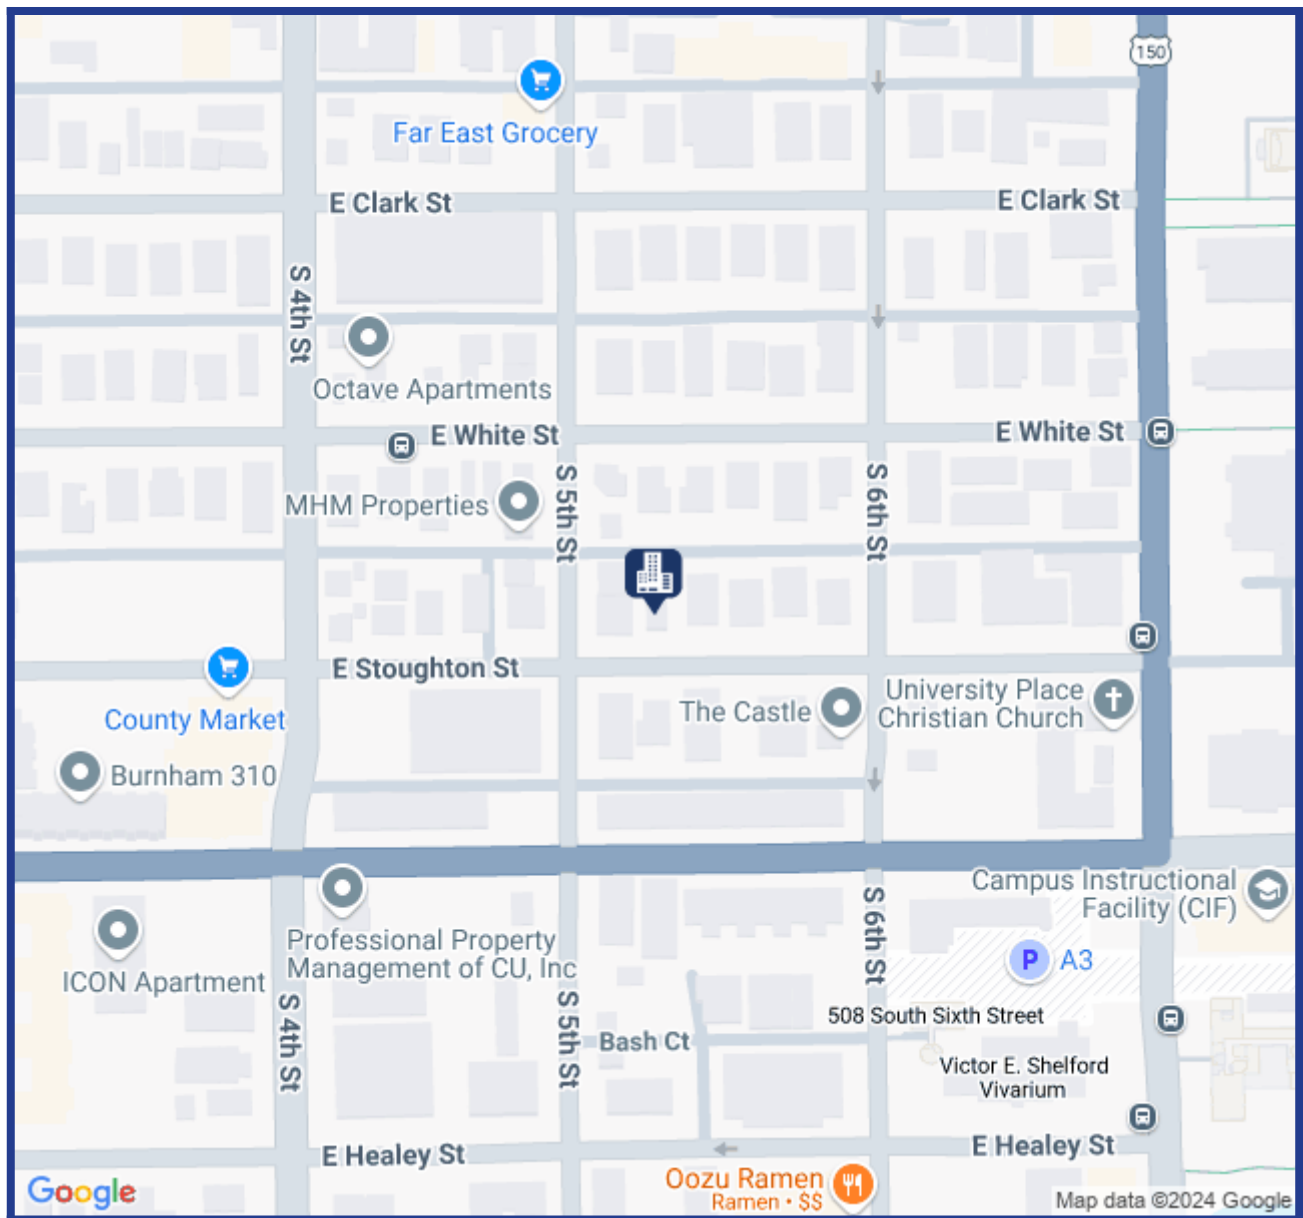 150
Far East Grocery
E Clark St
E Clark St
S 4th St
Octave Apartments
E White St
E White St
S 5th St
S 6th St
MHM Properties
E Stoughton St
County Market
The Castle
University Place
Christian Church
Burnham 310
Campus Instructional
Facility (CIF)
Professional Property
Management of CU, Inc
S 6th St
P A3
ICON Apartment
S 4th St
S 5th St
508 South Sixth Street
Bash Ct
Victor E. Shelford
Vivarium
E Healey St
E Healey St
Oozu Ramen
Ramen • $$
Google
Map data ©2024 Google